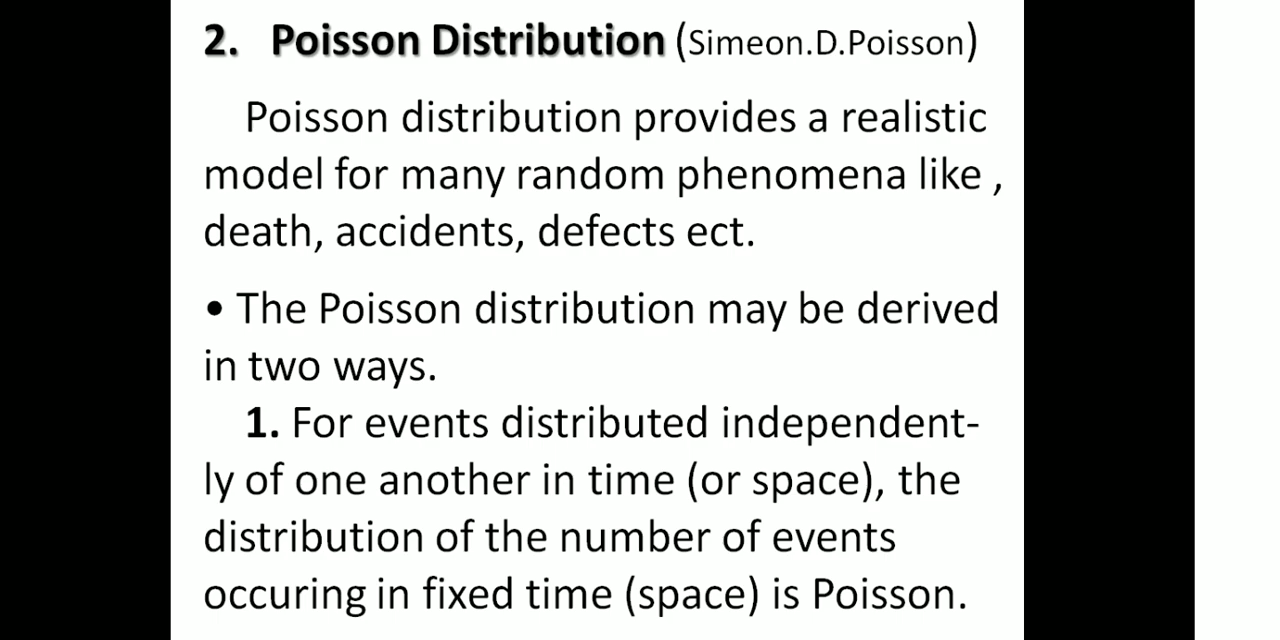 2. Poisson Distribution (Simeon.D.Poisson)
Poisson distribution provides a realistic
model for many random phenomena like ,
death, accidents, defects ect.
• The Poisson distribution may be derived
in two ways.
1. For events distributed independent-
ly of one another in time (or space), the
distribution of the number of events
occuring in fixed time (space) is Poisson.